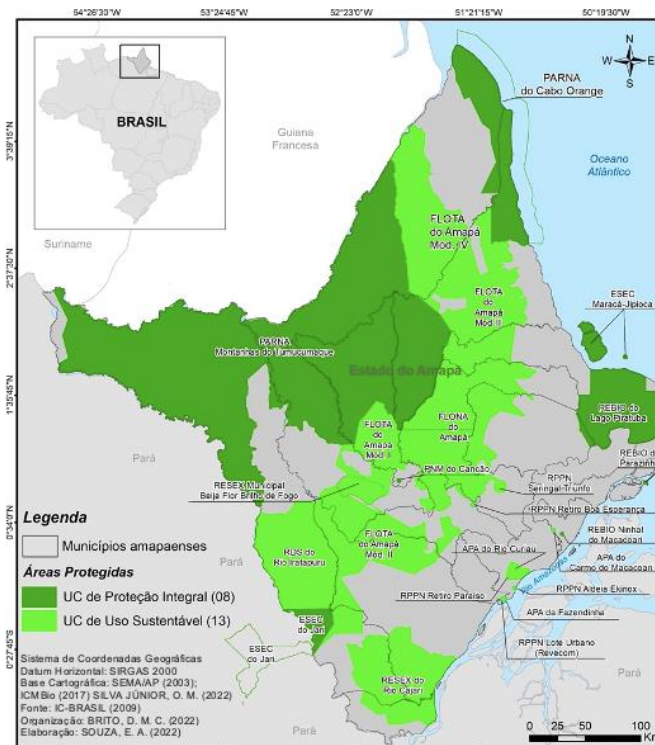 54°26'30"W 53°24'45"W 52°23'0"W 51°21'15"W 50°19'30"W
N
W E
S
PARNA
do Cabo Orange
BRASIL
Guiana
Francesa
Oceano
Atlântico
3°39'15"N
Suriname
FLOTA
do Amapá
Mod. IV
2°37'30"N
FLOTA
do
Amapá
Mod. III
ESEC
Maracá-Jipioca
PARNA
Montanhas do Tumucumaque
Estado do Amapá
1°35'45"N
REBIO do
Lago Piratuba
FLOTA
do
Amapá
Mod. I
FLONA
do
Amapá
Pará
PNM do Cancão
REBIO do
Parazinho
RESEX Municipal
Beija Flor Brilho de Fogo
RPPN
Seringal Triunfo
RPPN Retiro Boa Esperança
0°34'0"N
Legenda
Municípios amapaenses
Áreas Protegidas
UC de Proteção Integral (08)
UC de Uso Sustentável (13)
Pará
RDS do
Rio Iratapuru
FLOTA
do
Amapá
Mod. II
APA do Rio Curiau
REBIO Ninhal
do Macacoari
APA do
Carmo do Macacoari
Rio Amazonas
RPPN Retiro Paraíso
RPPN Aldeia Ekinox
APA da Fazendinha
RPPN Lote Urbano
(Revecom)
ESEC
do Jari
ESEC
do Jari
0°27'45"S
RESEX do
Rio Cajari
Pará
Pará
Sistema de Coordenadas Geográficas
Datum Horizontal: SIRGAS 2000
Base Cartográfica: SEMA/AP (2003);
ICMBio (2017) SILVA JÚNIOR, O. M. (2022)
Fonte: IC-BRASIL (2009)
Organização: BRITO, D. M. C. (2022)
Elaboração: SOUZA, E. A. (2022)
0 25 50 100
Km